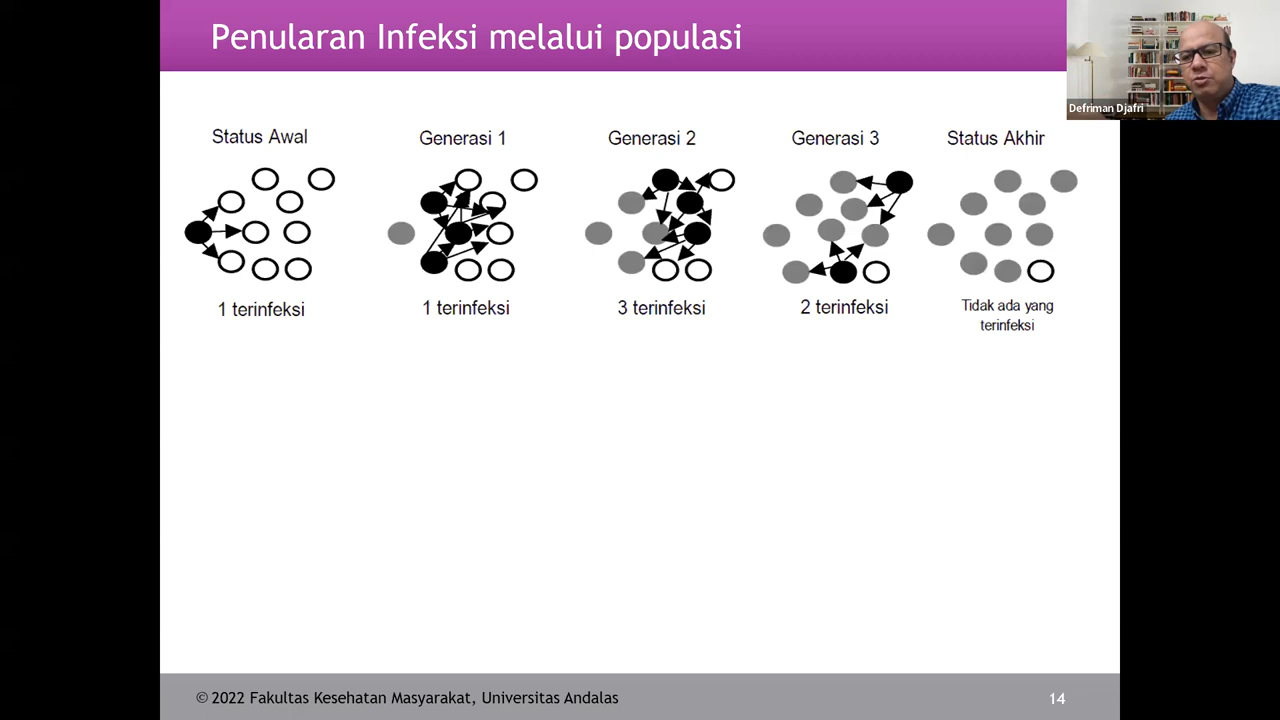 Penularan Infeksi melalui populasi
Defriman Djafri
Status Awal
Generasi 1
Generasi 2
Generasi 3
Status Akhir
1 terinfeksi
1 terinfeksi
3 terinfeksi
2 terinfeksi
Tidak ada yang
terinfeksi
© 2022 Fakultas Kesehatan Masyarakat, Universitas Andalas
14